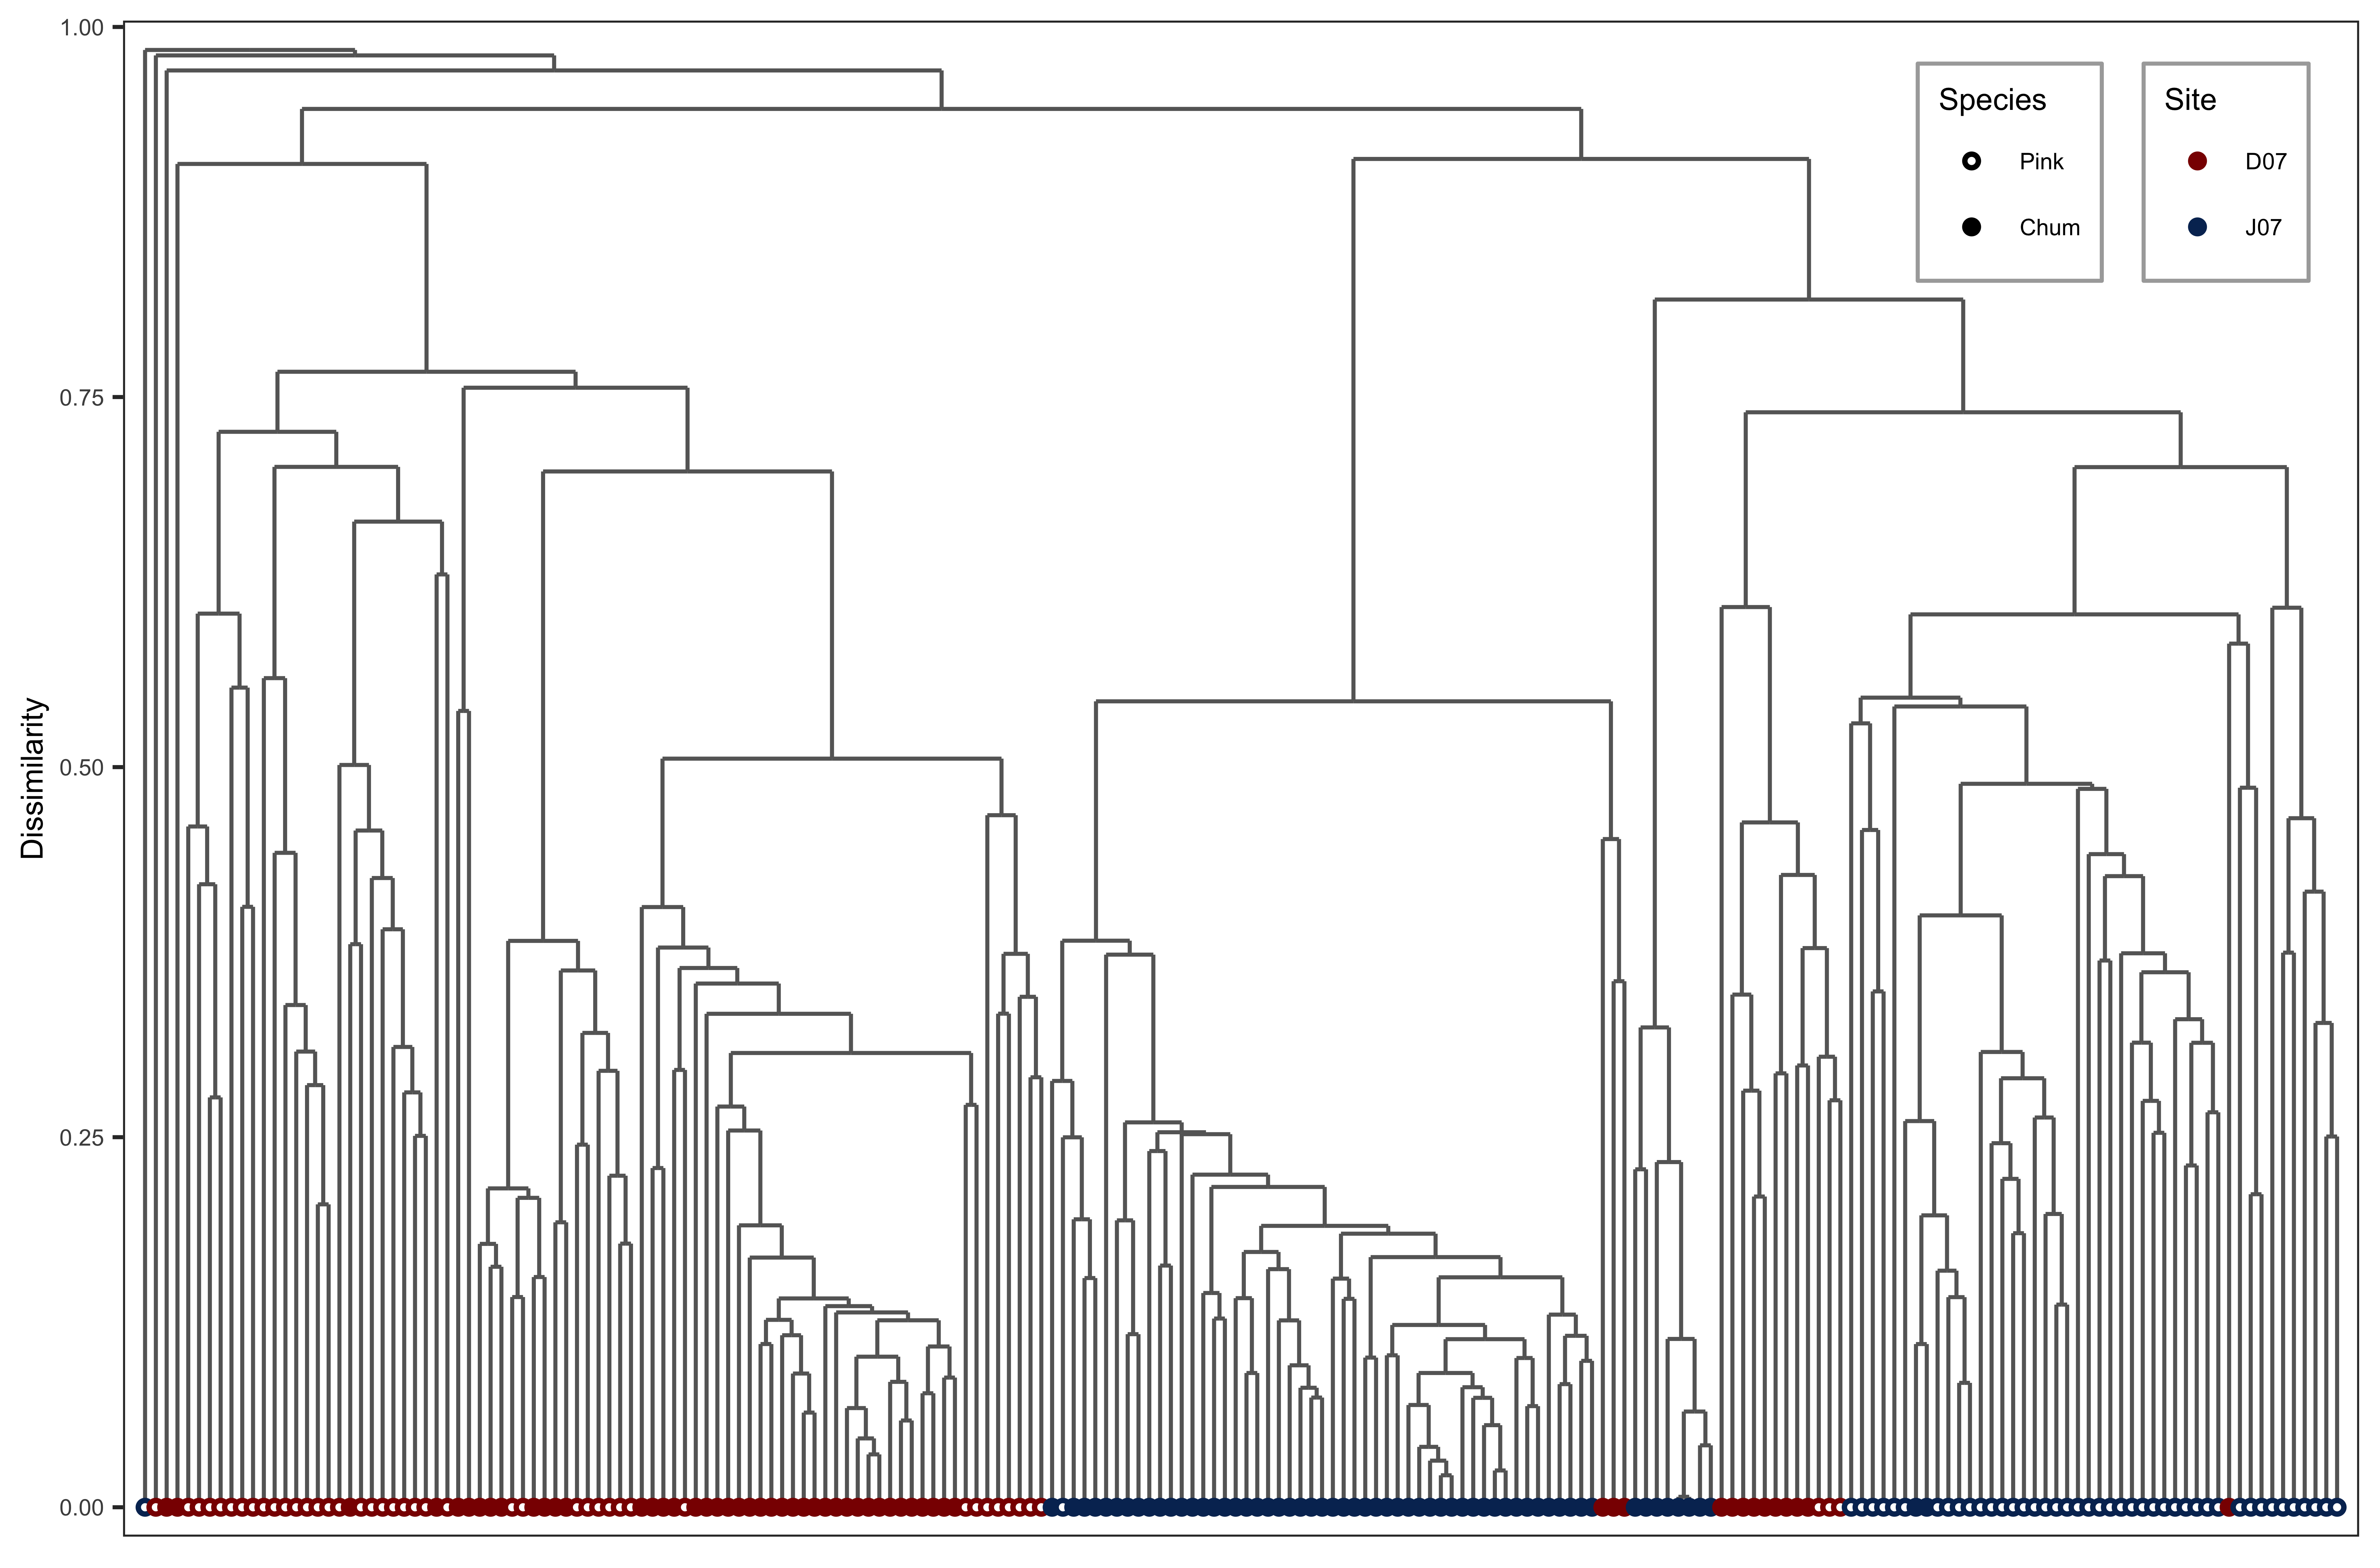 1.00
0.75
0.50
0.25
0.00
Dissimilarity
Species
Pink
Chum
Site
D07
J07